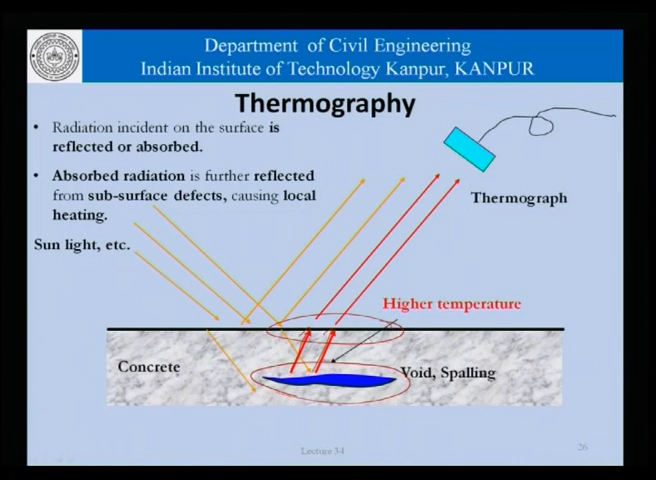 Department of Civil Engineering
Indian Institute of Technology Kanpur, KANPUR
Thermography
• Radiation incident on the surface is
reflected or absorbed.
• Absorbed radiation is further reflected
from sub-surface defects, causing local
heating.
Sun light, etc.
Thermograph
Higher temperature
Concrete
Void, Spalling
Lecture 34
26